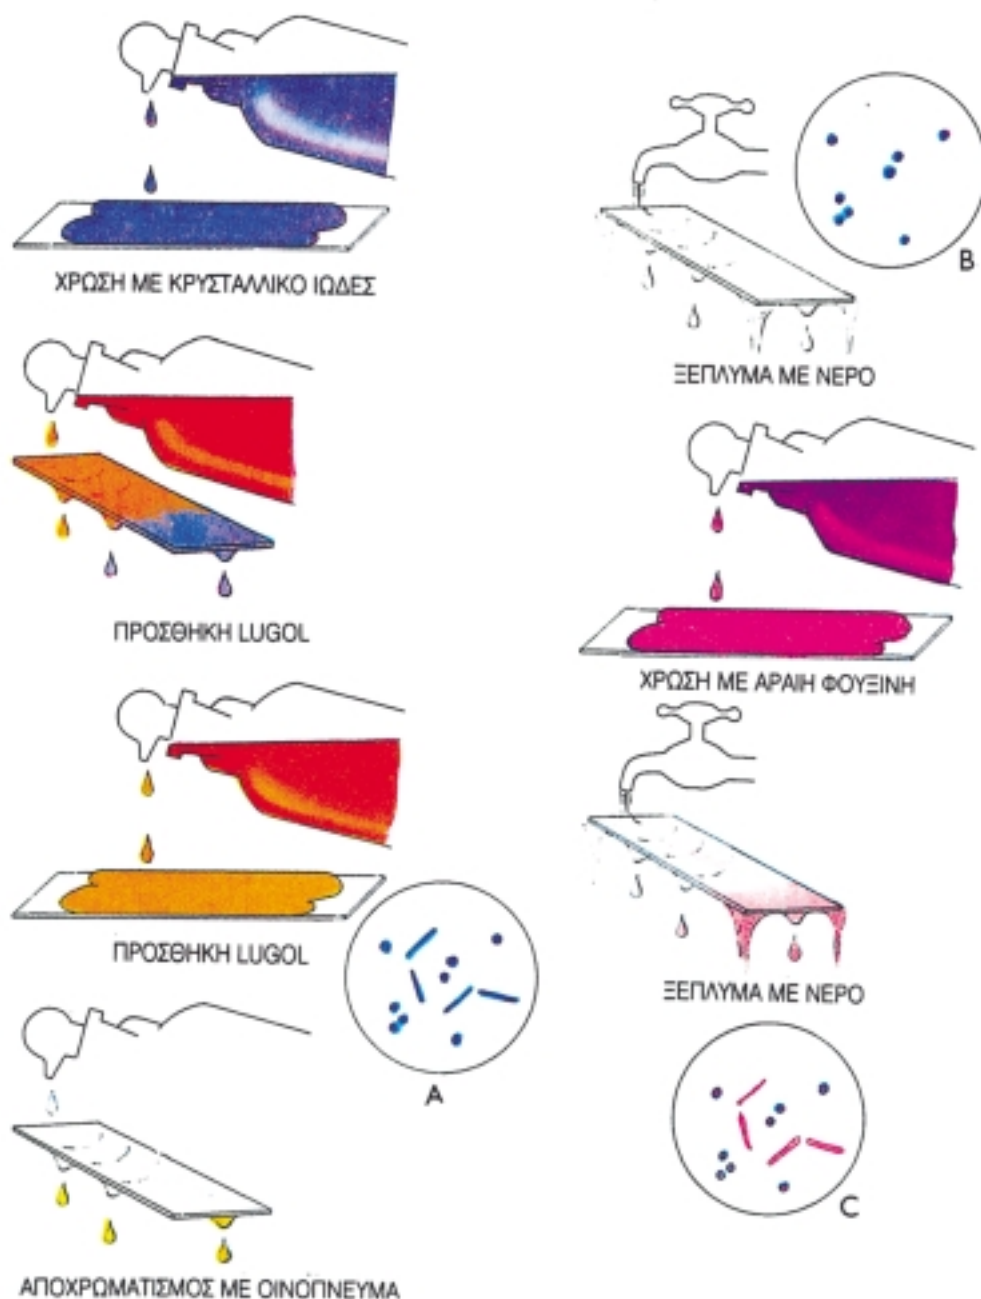 ΧΡΩΣΗ ΜΕ ΚΡΥΣΤΑΛΛΙΚΟ ΙΩΔΕΣ
ΠΡΟΣΘΗΚΗ LUGOL
ΠΡΟΣΘΗΚΗ LUGOL
A
ΑΠΟΧΡΩΜΑΤΙΣΜΟΣ ΜΕ ΟΙΝΟΠΝΕΥΜΑ
B
ΞΕΠΛΥΜΑ ΜΕ ΝΕΡΟ
ΧΡΩΣΗ ΜΕ ΑΡΑΙΗ ΦΟΥΞΙΝΗ
ΞΕΠΛΥΜΑ ΜΕ ΝΕΡΟ
C